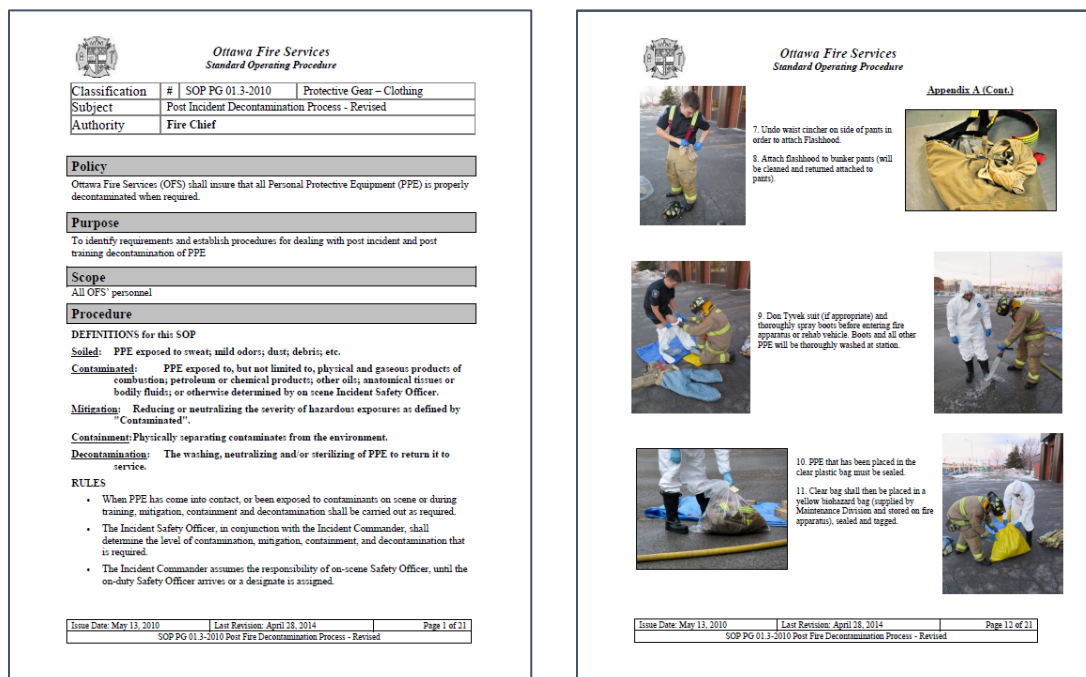 Ottawa Fire Services
Standard Operating Procedure
Classification # SOP PG 01.3-2010 Protective Gear – Clothing
Subject Post Incident Decontamination Process - Revised
Authority Fire Chief
Policy
Ottawa Fire Services (OFS) shall insure that all Personal Protective Equipment (PPE) is properly
decontaminated when required.
Purpose
To identify requirements and establish procedures for dealing with post incident and post
training decontamination of PPE
Scope
All OFS' personnel
Procedure
DEFINITIONS for this SOP
Soiled: PPE exposed to sweat; mild odors; dust; debris; etc.
Contaminated: PPE exposed to, but not limited to, physical and gaseous products of
combustion; petroleum or chemical products; other oils; anatomical tissues or
bodily fluids; or otherwise determined by on scene Incident Safety Officer.
Mitigation: Reducing or neutralizing the severity of hazardous exposures as defined by
"Contaminated".
Containment: Physically separating contaminates from the environment.
Decontamination: The washing, neutralizing and/or sterilizing of PPE to return it to
service.
RULES
• When PPE has come into contact, or been exposed to contaminants on scene or during
training, mitigation, containment and decontamination shall be carried out as required.
• The Incident Safety Officer, in conjunction with the Incident Commander, shall
determine the level of contamination, mitigation, containment, and decontamination that
is required.
• The Incident Commander assumes the responsibility of on-scene Safety Officer, until the
on-duty Safety Officer arrives or a designate is assigned.
Issue Date: May 13, 2010 Last Revision: April 28, 2014 Page 1 of 21
SOP PG 01.3-2010 Post Fire Decontamination Process - Revised
Ottawa Fire Services
Standard Operating Procedure
Appendix A (Cont.)
7. Undo waist cincher on side of pants in
order to attach Flashhood.
8. Attach flashhood to bunker pants (will
be cleaned and returned attached to
pants).
9. Don Tyvek suit (if appropriate) and
thoroughly spray boots before entering fire
apparatus or rehab vehicle. Boots and all other
PPE will be thoroughly washed at station.
10. PPE that has been placed in the
clear plastic bag must be sealed.
11. Clear bag shall then be placed in a
yellow biohazard bag (supplied by
Maintenance Division and stored on fire
apparatus), sealed and tagged.
Issue Date: May 13, 2010 Last Revision: April 28, 2014 Page 12 of 21
SOP PG 01.3-2010 Post Fire Decontamination Process - Revised